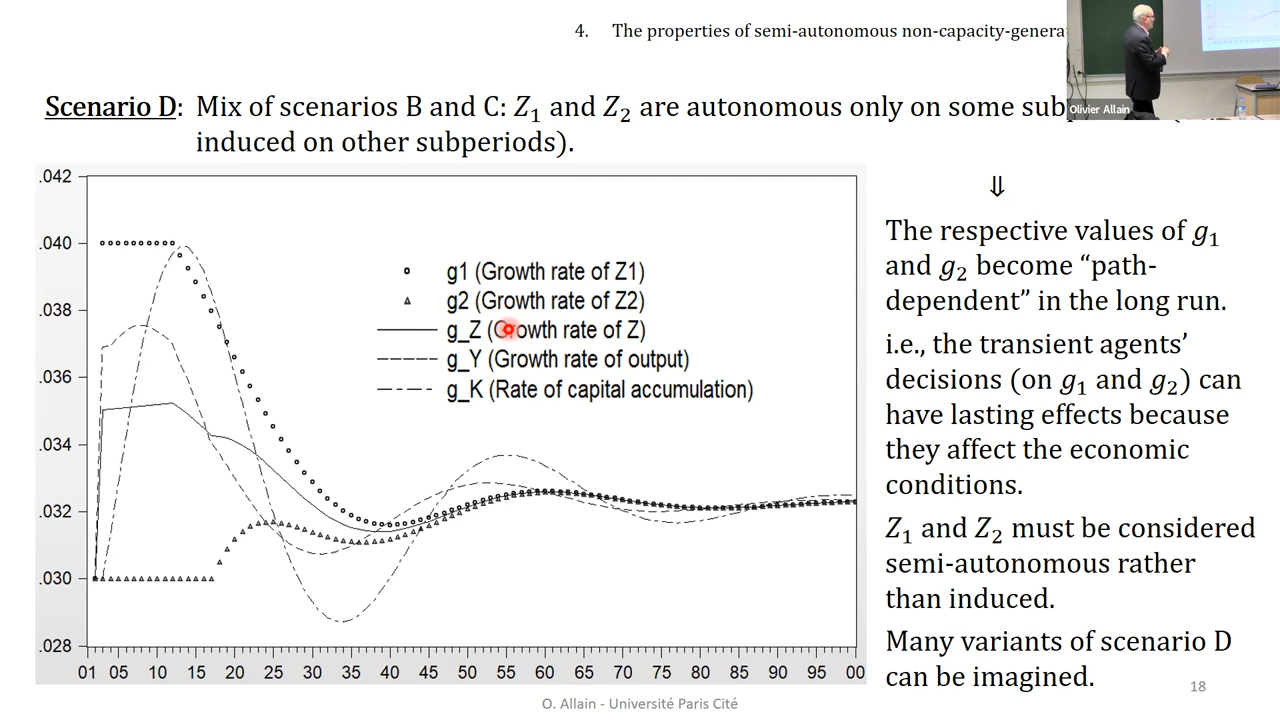 4. The properties of semi-autonomous non-capacity-genera
Olivier Allain
Scenario D: Mix of scenarios B and C: Z₁ and Z₂ are autonomous only on some sub
induced on other subperiods).
⇓
The respective values of g₁
and g₂ become “path-
dependent” in the long run.
i.e., the transient agents’
decisions (on g₁ and g₂) can
have lasting effects because
they affect the economic
conditions.
Z₁ and Z₂ must be considered
semi-autonomous rather
than induced.
Many variants of scenario D
can be imagined.
.042
.040
.038
.036
.034
.032
.030
.028
g1 (Growth rate of Z1)
g2 (Growth rate of Z2)
g_Z (Growth rate of Z)
g_Y (Growth rate of output)
g_K (Rate of capital accumulation)
01 05 10 15 20 25 30 35 40 45 50 55 60 65 70 75 80 85 90 95 00
O. Allain - Université Paris Cité
18